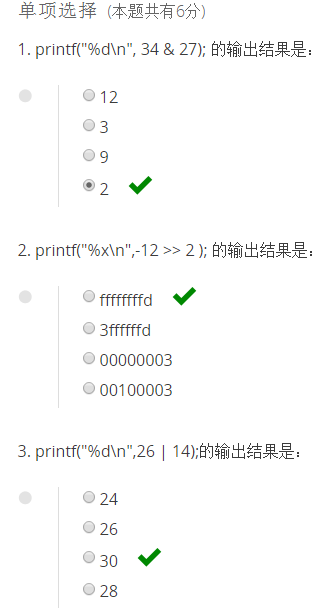 单项选择 (本题共有6分)
1. printf("%d\n", 34 & 27); 的输出结果是:
12
3
9
2
2. printf("%x\n",-12 >> 2 ); 的输出结果是:
fffffffd
3ffffffd
00000003
00100003
3. printf("%d\n",26 | 14);的输出结果是:
24
26
30
28